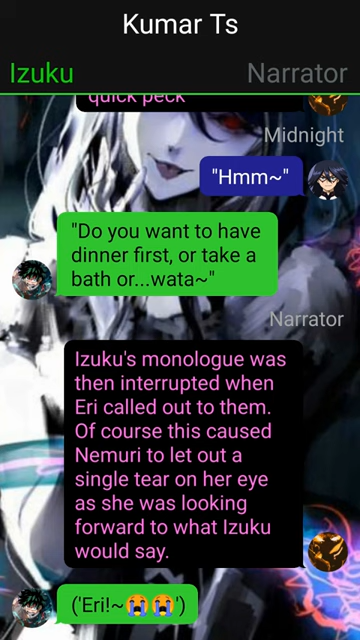 Kumar Ts
Izuku
Narrator
quick peck
Midnight
"Hmm~"
"Do you want to have
dinner first, or take a
bath or...wata~"
Narrator
Izuku's monologue was
then interrupted when
Eri called out to them.
Of course this caused
Nemuri to let out a
single tear on her eye
as she was looking
forward to what Izuku
would say.
('Eri!~😭😭')